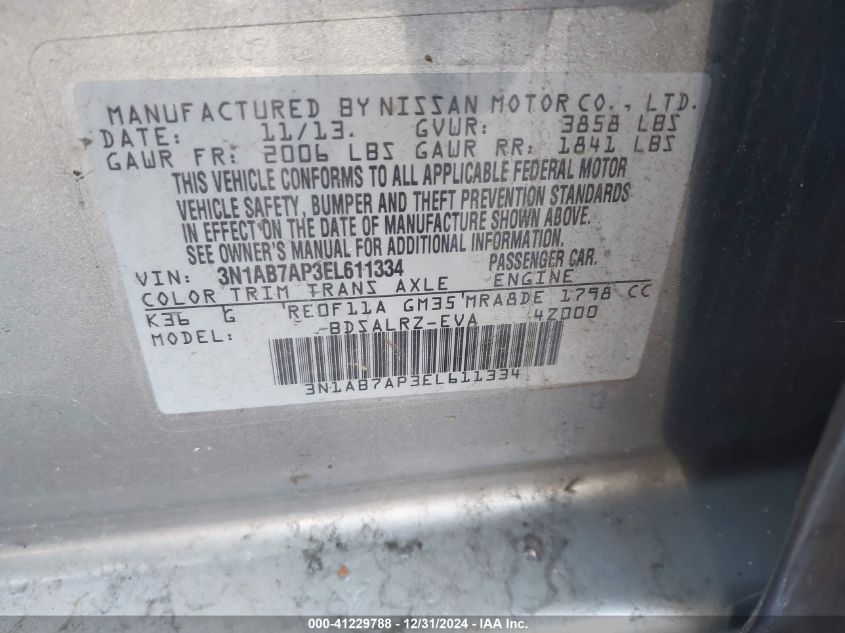 MANUFACTURED BY NISSAN MOTOR CO., LTD.
DATE: 11/13. GVWR: 3858 LBS
GAWR FR: 2006 LBS GAWR RR: 1841 LBS
THIS VEHICLE CONFORMS TO ALL APPLICABLE FEDERAL MOTOR
VEHICLE SAFETY, BUMPER AND THEFT PREVENTION STANDARDS
IN EFFECT ON THE DATE OF MANUFACTURE SHOWN ABOVE.
SEE OWNER'S MANUAL FOR ADDITIONAL INFORMATION.
VIN: 3N1AB7AP3EL611334 PASSENGER CAR.
COLOR TRIM TRANS AXLE ENGINE
K36 G RE0F11A GM35 MRA8DE 1798 CC
MODEL: BDSALRZ-EVA 42000
3N1AB7AP3EL611334
000-41229788 - 12/31/2024 - IAA Inc.